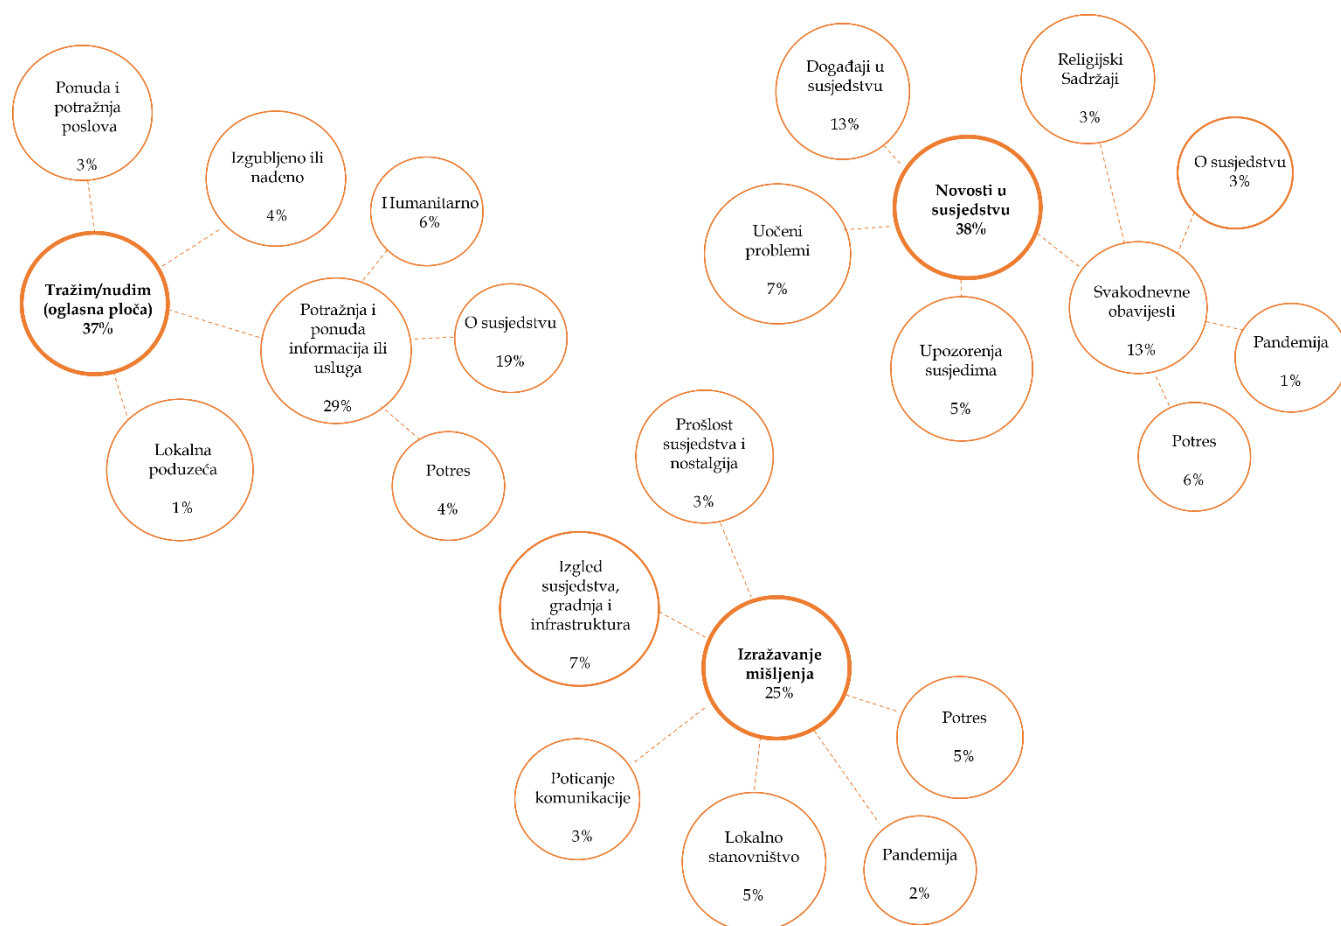 Ponuda i
potražnja
poslova
3%
Izgubljeno ili
nađeno
4%
Humanitarno
6%
Tražim/nudim
(oglasna ploča)
37%
Potražnja i
ponuda
informacija ili
usluga
29%
O susjedstvu
19%
Lokalna
poduzeća
1%
Potres
4%
Događaji u
susjedstvu
13%
Religijski
Sadržaji
3%
O susjedstvu
3%
Novosti u
susjedstvu
38%
Uočeni
problemi
7%
Svakodnevne
obavijesti
13%
Upozorenja
susjedima
5%
Pandemija
1%
Potres
6%
Prošlost
susjedstva i
nostalgija
3%
Izgled
susjedstva,
gradnja i
infrastruktura
7%
Izražavanje
mišljenja
25%
Potres
5%
Poticanje
komunikacije
3%
Lokalno
stanovništvo
5%
Pandemija
2%